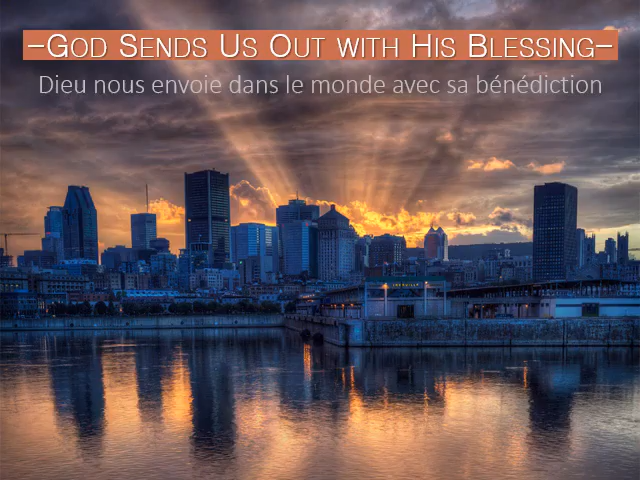 –God Sends Us Out with His Blessing–
Dieu nous envoie dans le monde avec sa bénédiction